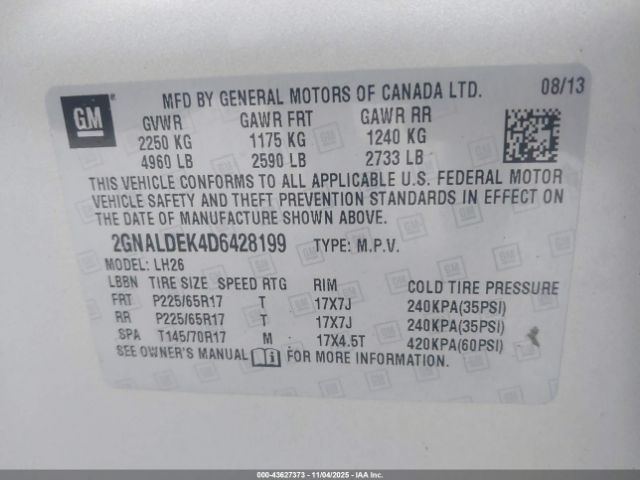 GM
MFD BY GENERAL MOTORS OF CANADA LTD. 08/13
GVWR GAWR FRT GAWR RR
2250 KG 1175 KG 1240 KG
4960 LB 2590 LB 2733 LB
THIS VEHICLE CONFORMS TO ALL APPLICABLE U.S. FEDERAL MOTOR
VEHICLE SAFETY AND THEFT PREVENTION STANDARDS IN EFFECT ON
THE DATE OF MANUFACTURE SHOWN ABOVE.
2GNALDEK4D6428199 TYPE: M.P.V.
MODEL: LH26
LBBN TIRE SIZE SPEED RTG RIM COLD TIRE PRESSURE
FRT P225/65R17 T 17X7J 240KPA(35PSI)
RR P225/65R17 T 17X7J 240KPA(35PSI)
SPA T145/70R17 M 17X4.5T 420KPA(60PSI)
SEE OWNER'S MANUAL FOR MORE INFORMATION.
000-43627373 - 11/04/2025 - IAAI.CA